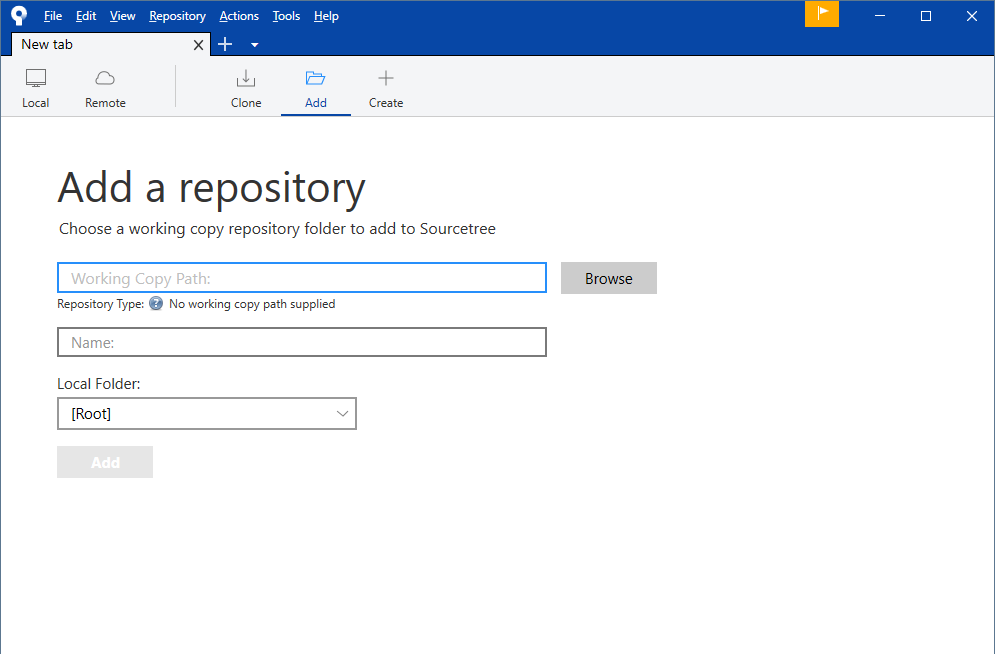 File Edit View Repository Actions Tools Help
New tab
Local Remote Clone Add Create
Add a repository
Choose a working copy repository folder to add to Sourcetree
Working Copy Path: Browse
Repository Type: ? No working copy path supplied
Name:
Local Folder:
[Root]
Add